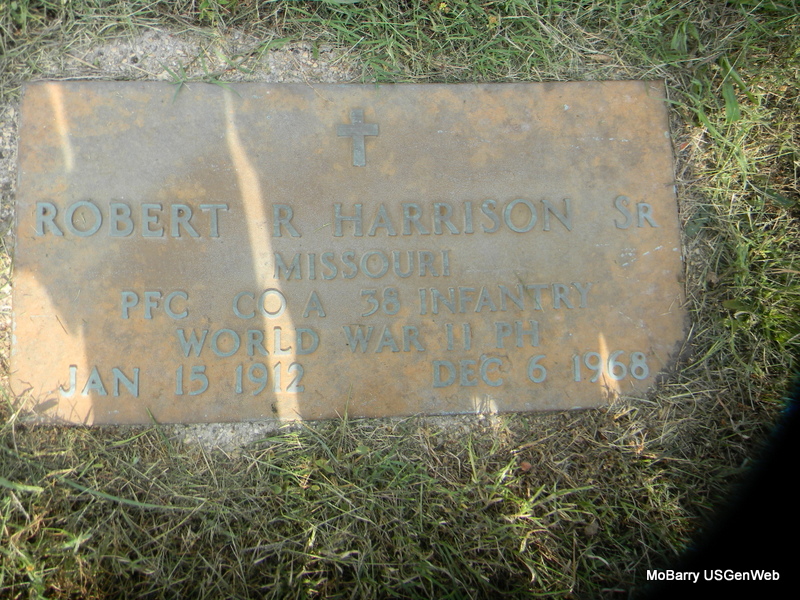 ROBERT R HARRISON SR
MISSOURI
PFC CO A 38 INFANTRY
WORLD WAR II PH
JAN 15 1912 DEC 6 1968
MoBarry USGenWeb